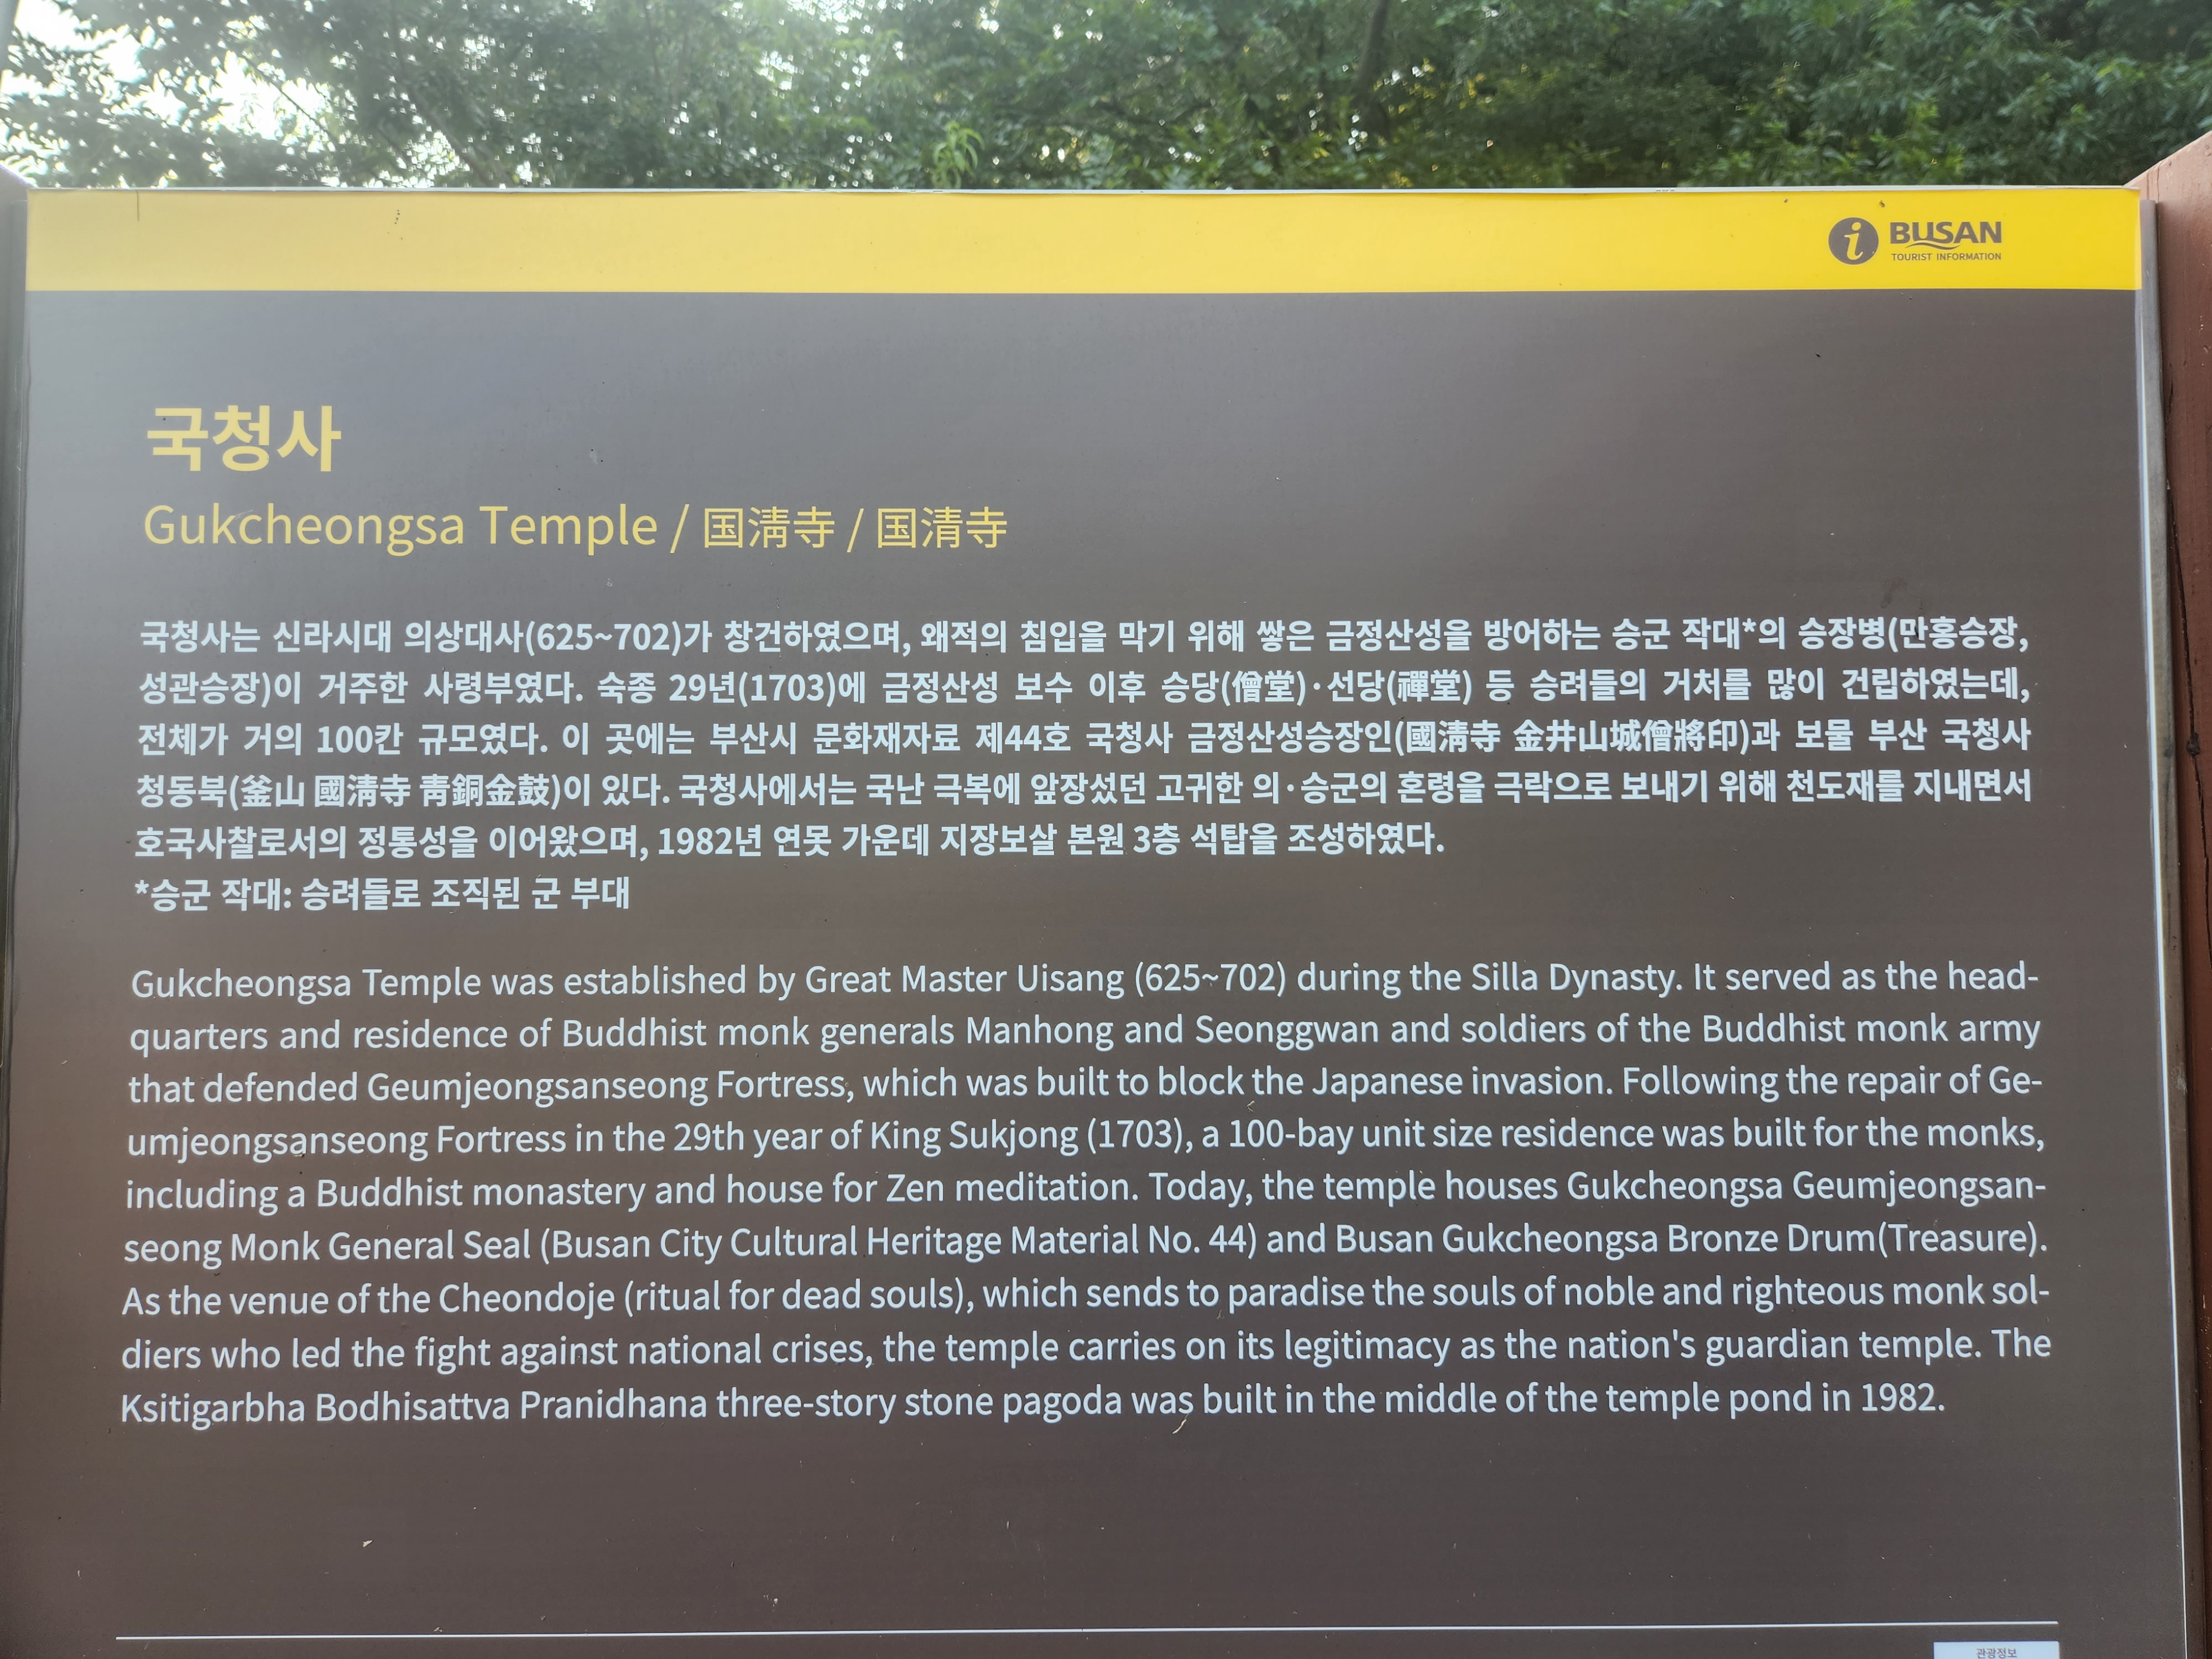 BUSAN
TOURIST INFORMATION
국청사
Gukcheongsa Temple / 国淸寺 / 国清寺
국청사는 신라시대 의상대사(625~702)가 창건하였으며, 왜적의 침입을 막기 위해 쌓은 금정산성을 방어하는 승군 작대*의 승장병(만홍승장,
성관승장)이 거주한 사령부였다. 숙종 29년(1703)에 금정산성 보수 이후 승당(僧堂)·선당(禪堂) 등 승려들의 거처를 많이 건립하였는데,
전체가 거의 100칸 규모였다. 이 곳에는 부산시 문화재자료 제44호 국청사 금정산성승장인(國淸寺 金井山城僧將印)과 보물 부산 국청사
청동북(釜山 國淸寺 靑銅金鼓)이 있다. 국청사에서는 국난 극복에 앞장섰던 고귀한 의·승군의 혼령을 극락으로 보내기 위해 천도재를 지내면서
호국사찰로서의 정통성을 이어왔으며, 1982년 연못 가운데 지장보살 본원 3층 석탑을 조성하였다.
*승군 작대: 승려들로 조직된 군 부대
Gukcheongsa Temple was established by Great Master Uisang (625~702) during the Silla Dynasty. It served as the head-
quarters and residence of Buddhist monk generals Manhong and Seonggwan and soldiers of the Buddhist monk army
that defended Geumjeongsanseong Fortress, which was built to block the Japanese invasion. Following the repair of Ge-
umjeongsanseong Fortress in the 29th year of King Sukjong (1703), a 100-bay unit size residence was built for the monks,
including a Buddhist monastery and house for Zen meditation. Today, the temple houses Gukcheongsa Geumjeongsan-
seong Monk General Seal (Busan City Cultural Heritage Material No. 44) and Busan Gukcheongsa Bronze Drum(Treasure).
As the venue of the Cheondoje (ritual for dead souls), which sends to paradise the souls of noble and righteous monk sol-
diers who led the fight against national crises, the temple carries on its legitimacy as the nation's guardian temple. The
Ksitigarbha Bodhisattva Pranidhana three-story stone pagoda was built in the middle of the temple pond in 1982.
관광정보